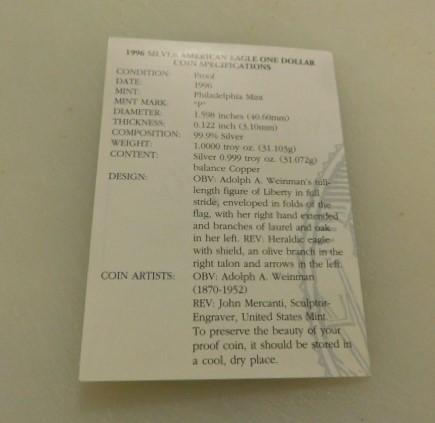 1996 SILVER AMERICAN EAGLE ONE DOLLAR
COIN SPECIFICATIONS
CONDITION: Proof
DATE: 1996
MINT: Philadelphia Mint
MINT MARK: "P"
DIAMETER: 1.598 inches (40.60mm)
THICKNESS: 0.122 inch (3.10mm)
COMPOSITION: 99.9% Silver
WEIGHT: 1.0000 troy oz. (31.103g)
CONTENT: Silver 0.999 troy oz. (31.072g)
balance Copper
DESIGN: OBV: Adolph A. Weinman's full-
length figure of Liberty in full
stride, enveloped in folds of the
flag, with her right hand extended
and branches of laurel and oak
in her left. REV: Heraldic eagle
with shield, an olive branch in the
right talon and arrows in the left.
COIN ARTISTS: OBV: Adolph A. Weinman
(1870-1952)
REV: John Mercanti, Sculptor-
Engraver, United States Mint
To preserve the beauty of your
proof coin, it should be stored in
a cool, dry place.